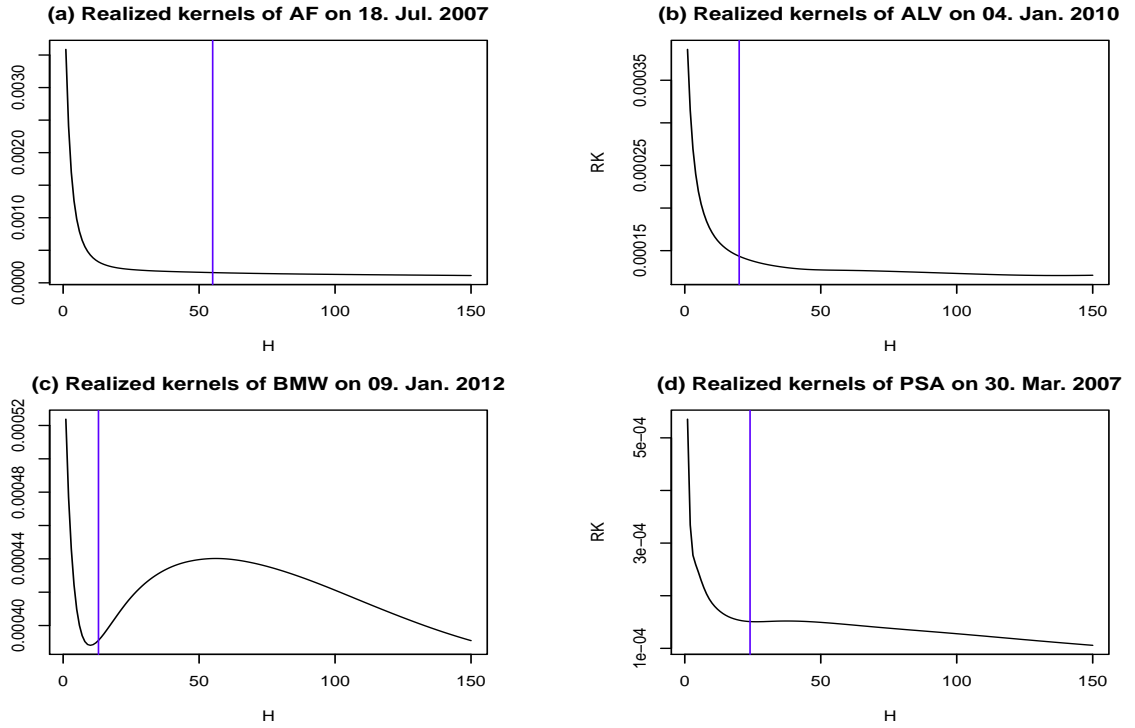 (a) Realized kernels of AF on 18. Jul. 2007
0.0030
0.0020
0.0010
0.0000
0 50 100 150
H
(b) Realized kernels of ALV on 04. Jan. 2010
RK
0.00035
0.00025
0.00015
0 50 100 150
H
(c) Realized kernels of BMW on 09. Jan. 2012
0.00052
0.00048
0.00044
0.00040
0 50 100 150
H
(d) Realized kernels of PSA on 30. Mar. 2007
RK
5e−04
3e−04
1e−04
0 50 100 150
H